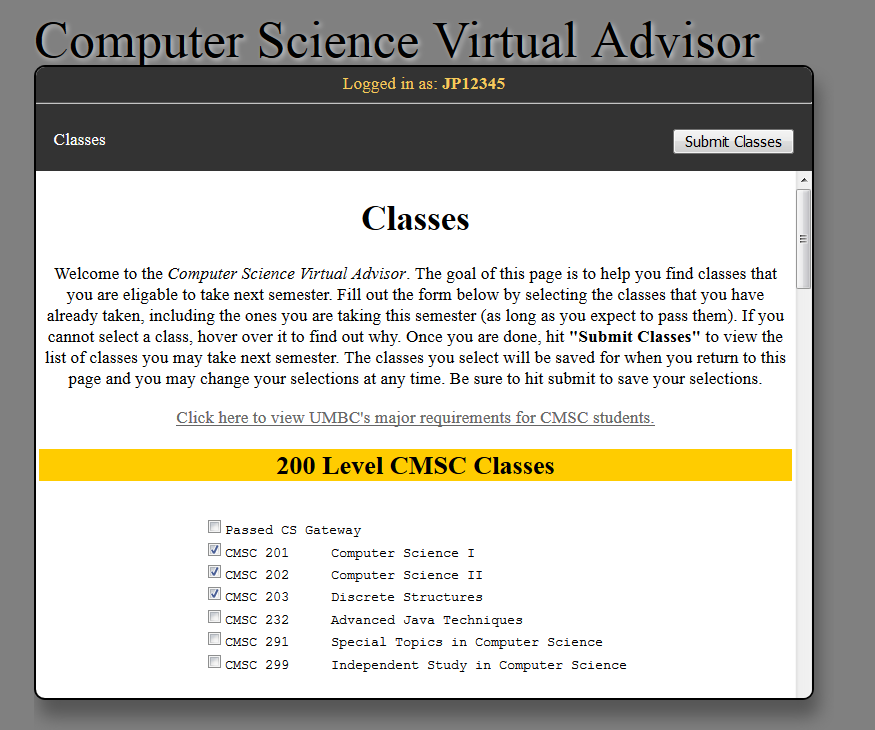 Computer Science Virtual Advisor
Logged in as: JP12345
Classes
Submit Classes
Classes
Welcome to the Computer Science Virtual Advisor. The goal of this page is to help you find classes that
you are eligable to take next semester. Fill out the form below by selecting the classes that you have
already taken, including the ones you are taking this semester (as long as you expect to pass them). If you
cannot select a class, hover over it to find out why. Once you are done, hit "Submit Classes" to view the
list of classes you may take next semester. The classes you select will be saved for when you return to this
page and you may change your selections at any time. Be sure to hit submit to save your selections.
Click here to view UMBC's major requirements for CMSC students.
200 Level CMSC Classes
Passed CS Gateway
CMSC 201 Computer Science I
CMSC 202 Computer Science II
CMSC 203 Discrete Structures
CMSC 232 Advanced Java Techniques
CMSC 291 Special Topics in Computer Science
CMSC 299 Independent Study in Computer Science